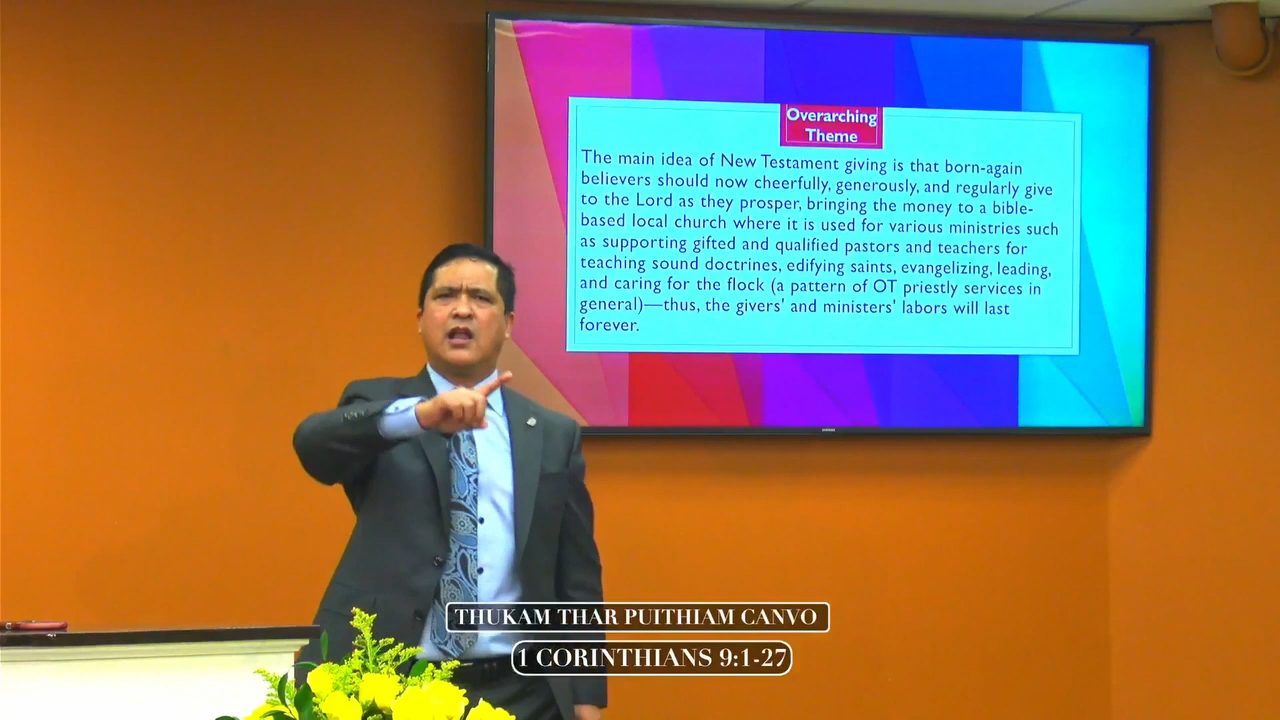 Overarching
Theme
The main idea of New Testament giving is that born-again
believers should now cheerfully, generously, and regularly give
to the Lord as they prosper, bringing the money to a bible-
based local church where it is used for various ministries such
as supporting gifted and qualified pastors and teachers for
teaching sound doctrines, edifying saints, evangelizing, leading,
and caring for the flock (a pattern of OT priestly services in
general)—thus, the givers' and ministers' labors will last
forever.
THUKAM THAR PUITHIAM CANVO
1 CORINTHIANS 9:1-27